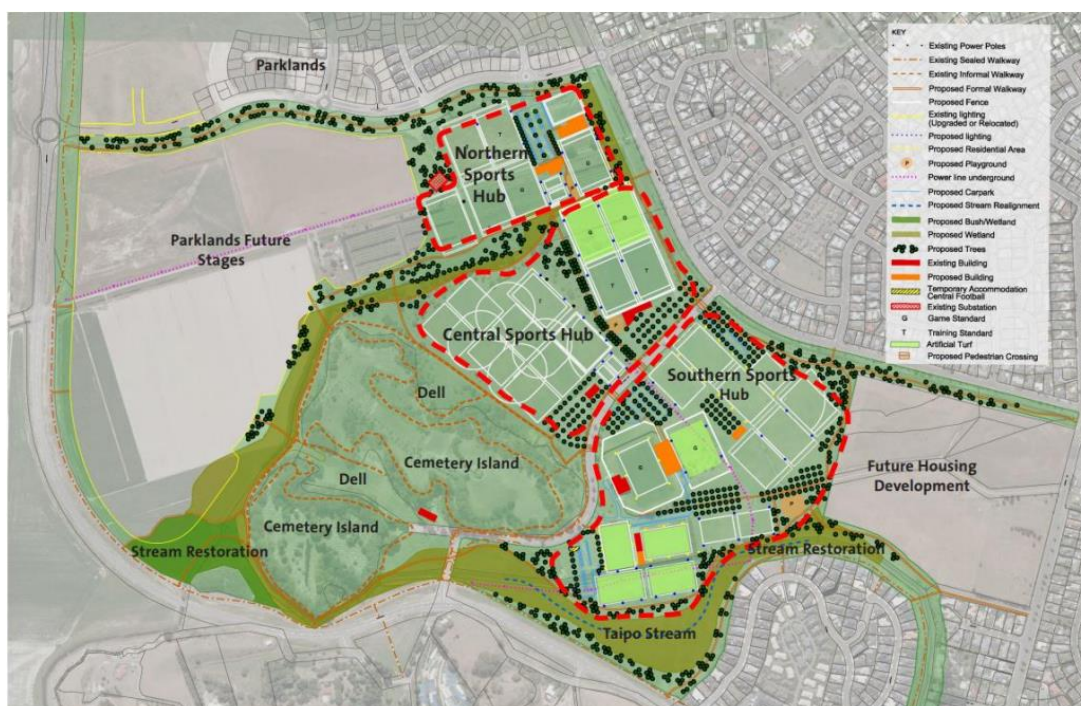 Parklands
Northern
Sports
Hub
Parklands Future
Stages
Central Sports Hub
Southern Sports
Hub
Dell
Cemetery Island
Dell
Cemetery Island
Future Housing
Development
Stream Restoration
Stream Restoration
Taipo Stream
KEY
Existing Power Poles
Existing Sealed Walkway
Existing Informal Walkway
Proposed Formal Walkway
Proposed Fence
Existing lighting
(Upgraded or Relocated)
Proposed lighting
Proposed Residential Area
P Proposed Playground
Power line underground
Proposed Carpark
Proposed Stream Realignment
Proposed Bush/Wetland
Proposed Wetland
Proposed Trees
Existing Building
Proposed Building
Temporary Accommodation
Central Football
Existing Substation
G Game Standard
T Training Standard
Artificial Turf
Proposed Pedestrian Crossing